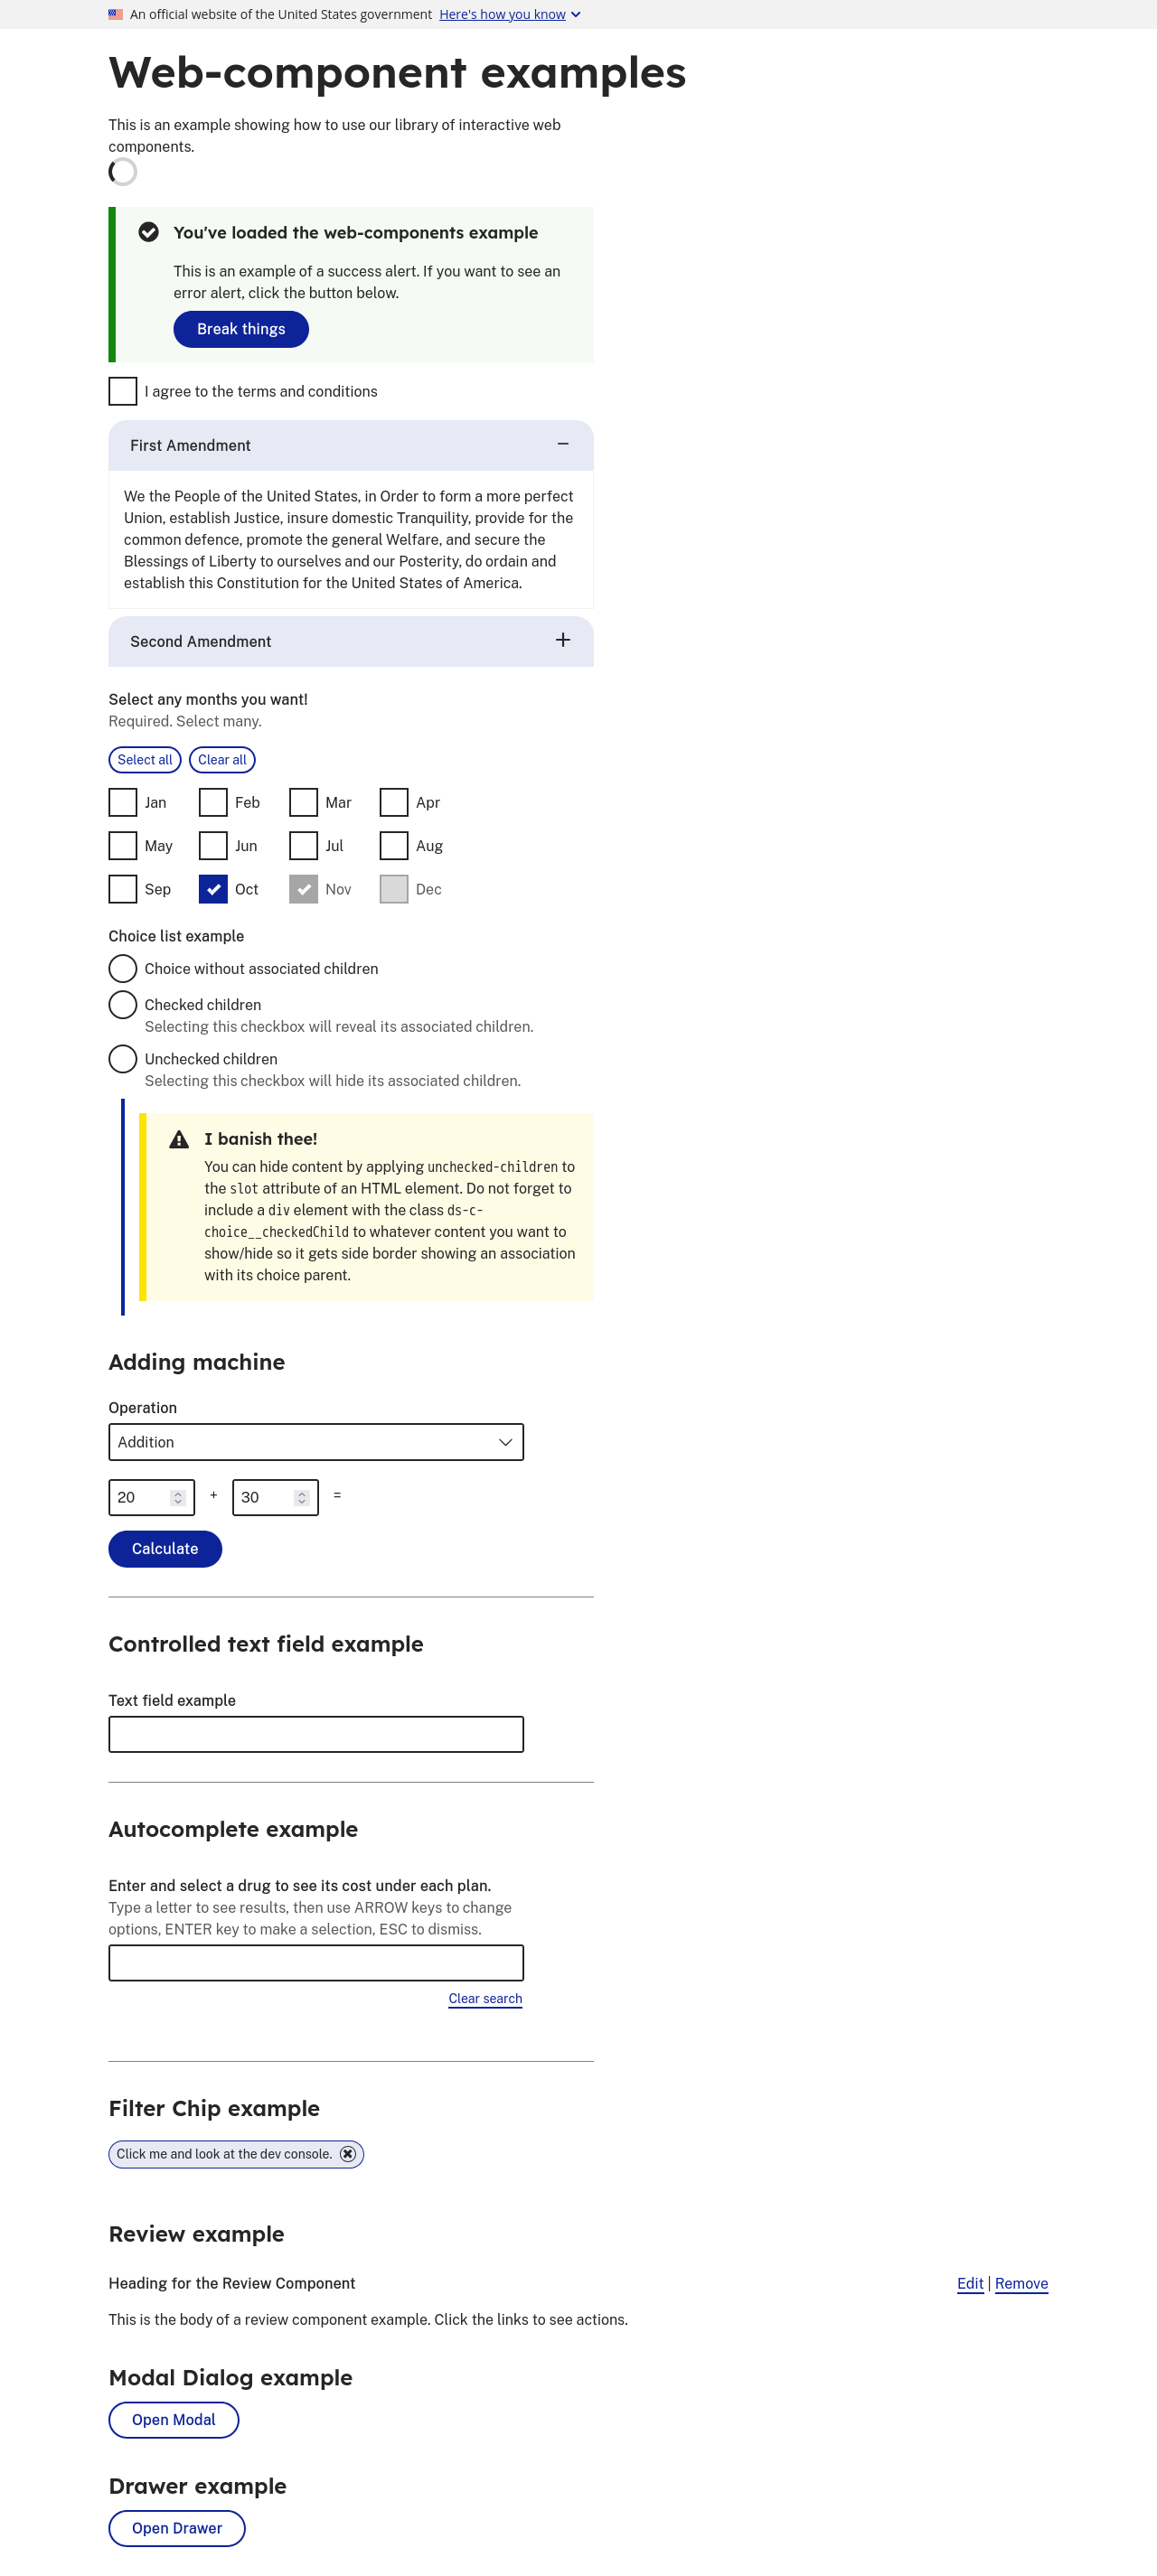 An official website of the United States government Here's how you know
Web-component examples
This is an example showing how to use our library of interactive web
components.
You've loaded the web-components example
This is an example of a success alert. If you want to see an
error alert, click the button below.
Break things
I agree to the terms and conditions
First Amendment
We the People of the United States, in Order to form a more perfect
Union, establish Justice, insure domestic Tranquility, provide for the
common defence, promote the general Welfare, and secure the
Blessings of Liberty to ourselves and our Posterity, do ordain and
establish this Constitution for the United States of America.
Second Amendment
Select any months you want!
Required. Select many.
Select all Clear all
Jan Feb Mar Apr
May Jun Jul Aug
Sep Oct Nov Dec
Choice list example
Choice without associated children
Checked children
Selecting this checkbox will reveal its associated children.
Unchecked children
Selecting this checkbox will hide its associated children.
I banish thee!
You can hide content by applying unchecked-children to
the slot attribute of an HTML element. Do not forget to
include a div element with the class ds-c-
choice__checkedChild to whatever content you want to
show/hide so it gets side border showing an association
with its choice parent.
Adding machine
Operation
Addition
20 + 30 =
Calculate
Controlled text field example
Text field example
Autocomplete example
Enter and select a drug to see its cost under each plan.
Type a letter to see results, then use ARROW keys to change
options, ENTER key to make a selection, ESC to dismiss.
Clear search
Filter Chip example
Click me and look at the dev console.
Review example
Heading for the Review Component Edit | Remove
This is the body of a review component example. Click the links to see actions.
Modal Dialog example
Open Modal
Drawer example
Open Drawer